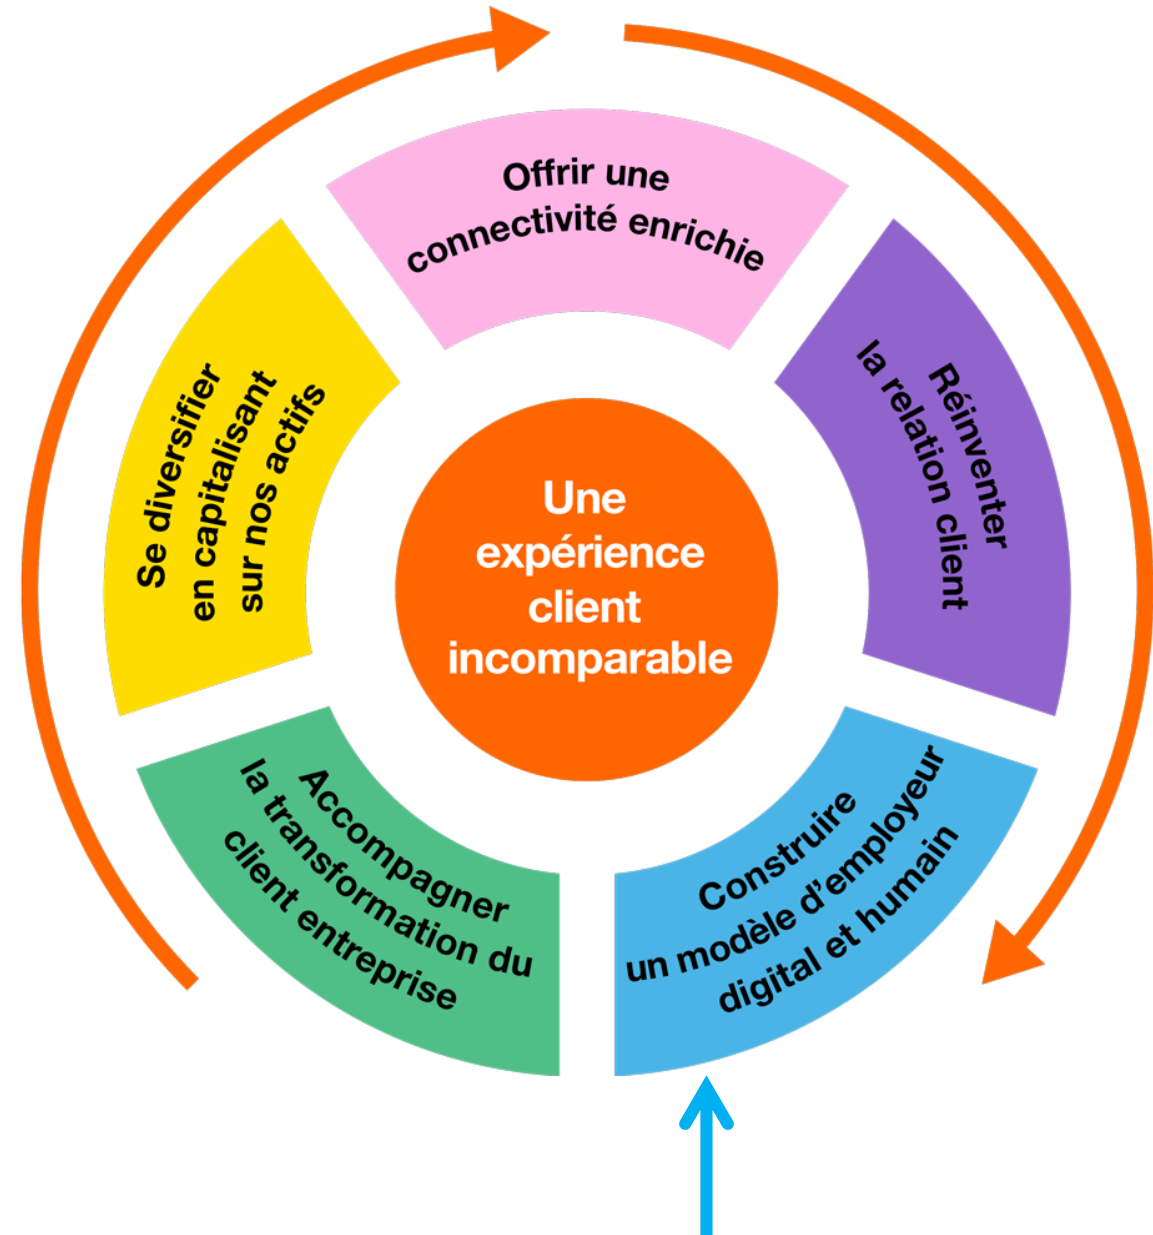 Offrir une
connectivité enrichie
Réinventer
la relation client
Construire
un modèle d’employeur
digital et humain
Accompagner
la transformation du
client entreprise
Se diversifier
en capitalisant
sur nos actifs
Une
expérience
client
incomparable